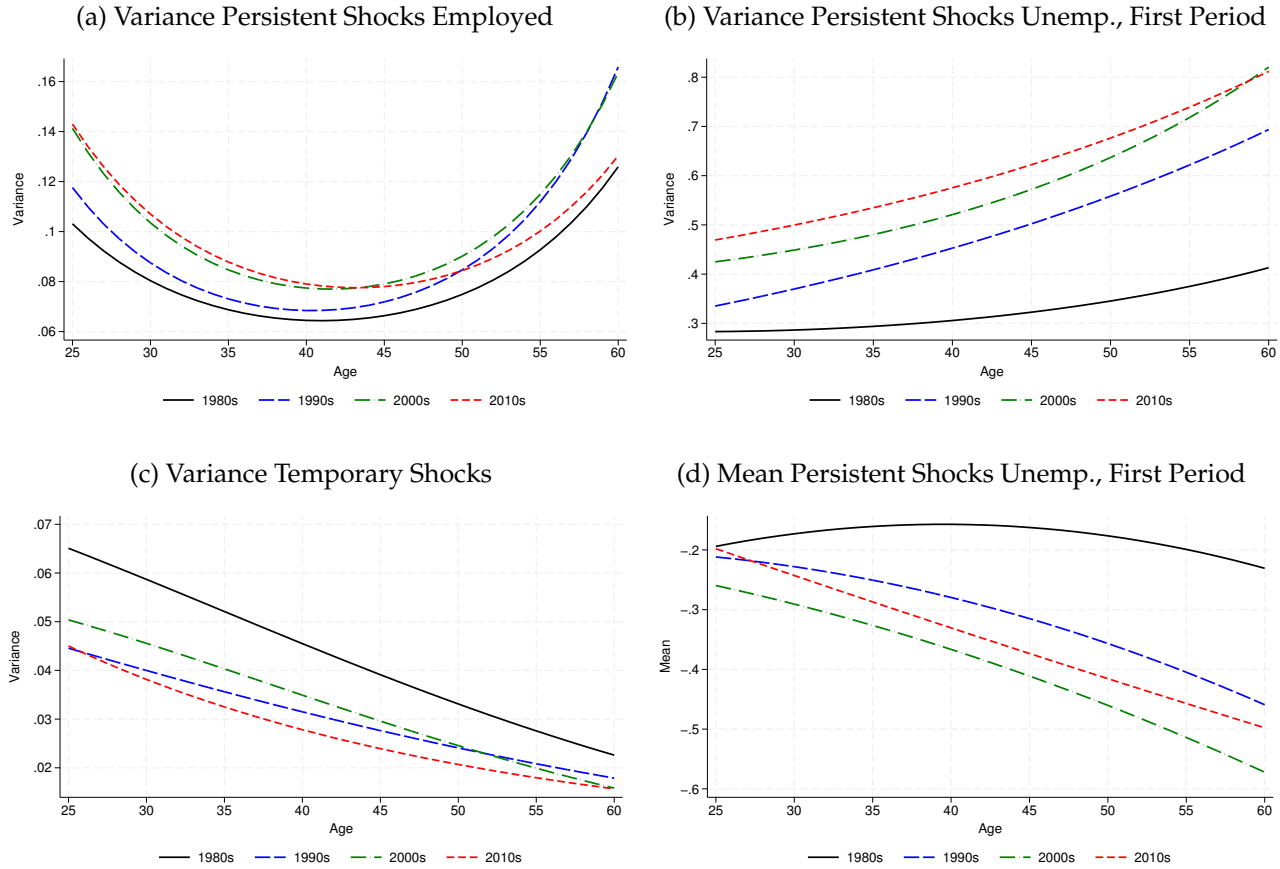 (a) Variance Persistent Shocks Employed
.16
.14
.12
.1
.08
.06
Variance
25 30 35 40 45 50 55 60
Age
1980s 1990s 2000s 2010s
(b) Variance Persistent Shocks Unemp., First Period
.8
.7
.6
.5
.4
.3
Variance
25 30 35 40 45 50 55 60
Age
1980s 1990s 2000s 2010s
(c) Variance Temporary Shocks
.07
.06
.05
.04
.03
.02
Variance
25 30 35 40 45 50 55 60
Age
1980s 1990s 2000s 2010s
(d) Mean Persistent Shocks Unemp., First Period
−.2
−.3
−.4
−.5
−.6
Mean
25 30 35 40 45 50 55 60
Age
1980s 1990s 2000s 2010s